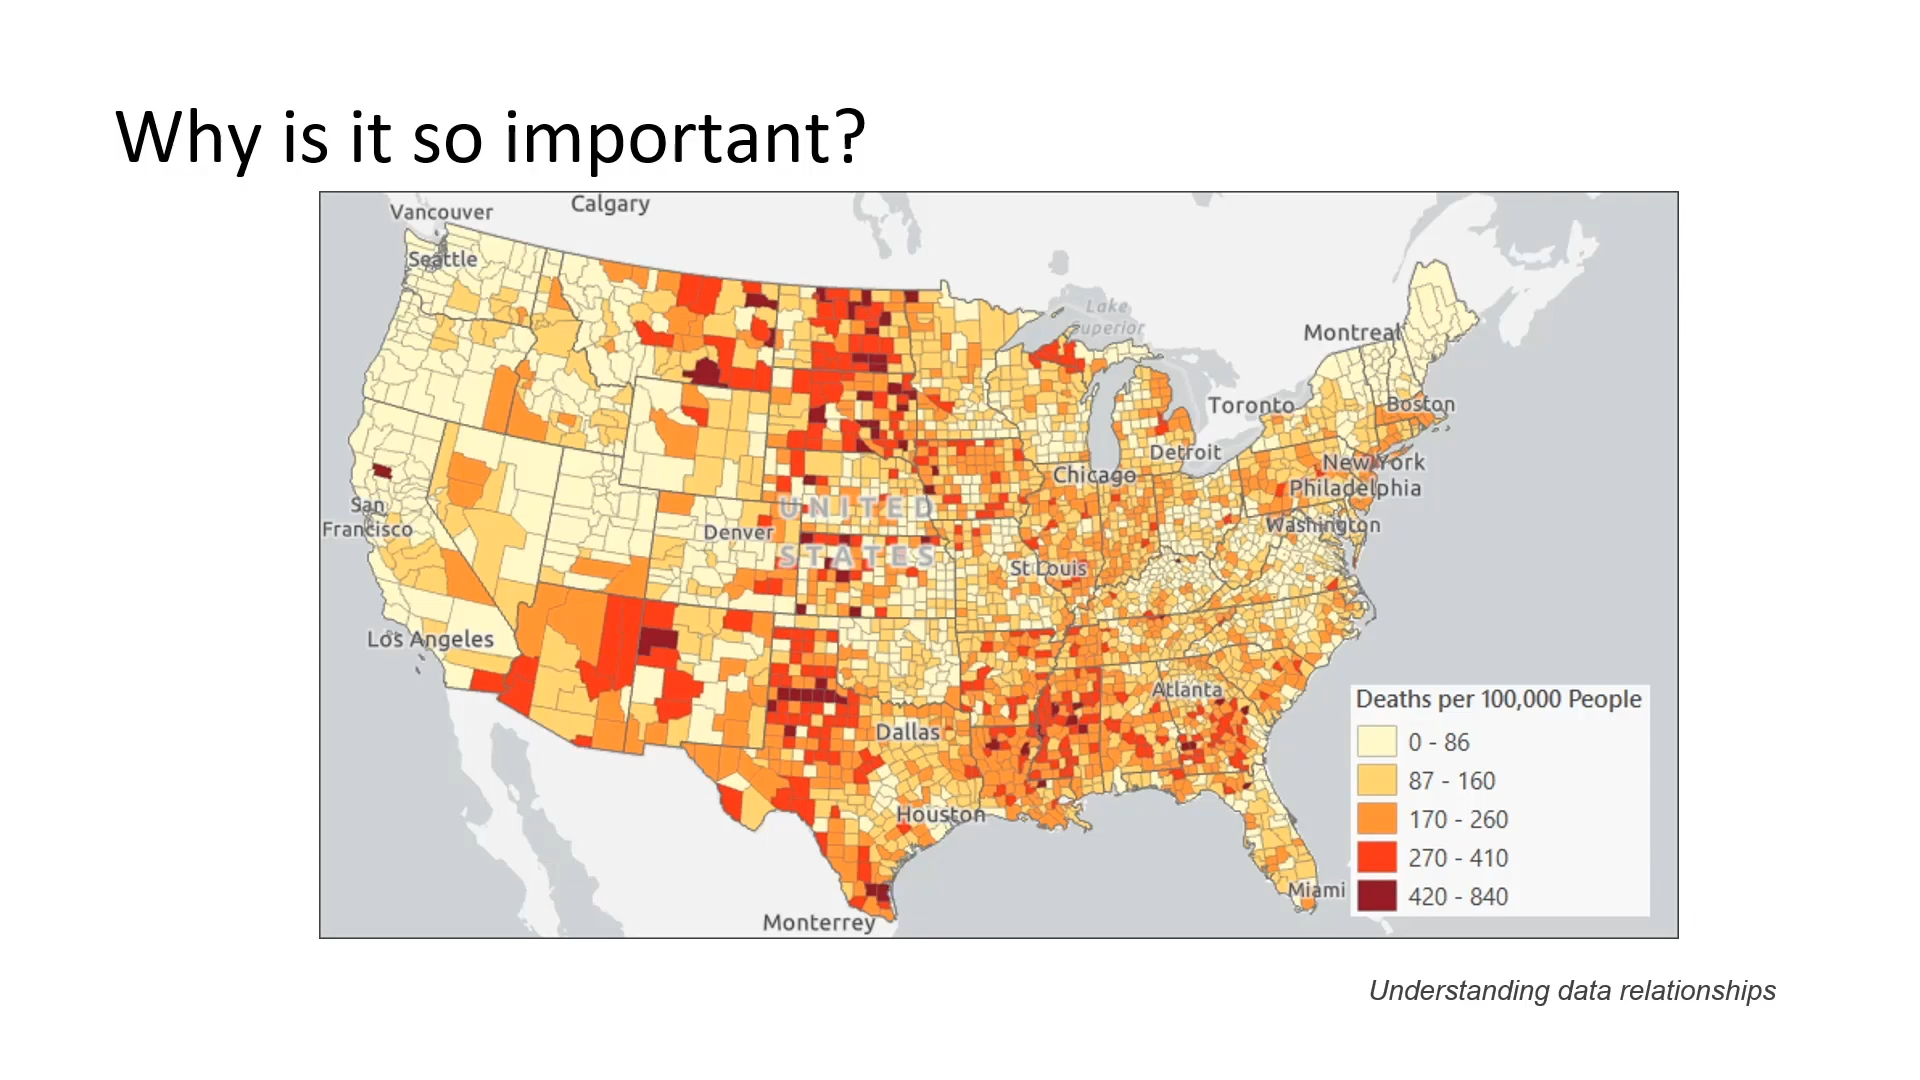 Why is it so important?
Vancouver
Calgary
Seattle
Lake
Superior
Montreal
Boston
Toronto
Detroit
New York
Chicago
Philadelphia
San
Francisco
UNITED
Denver
Washington
STATES
St Louis
Los Angeles
Atlanta
Dallas
Houston
Miami
Monterrey
Deaths per 100,000 People
0 - 86
87 - 160
170 - 260
270 - 410
420 - 840
Understanding data relationships